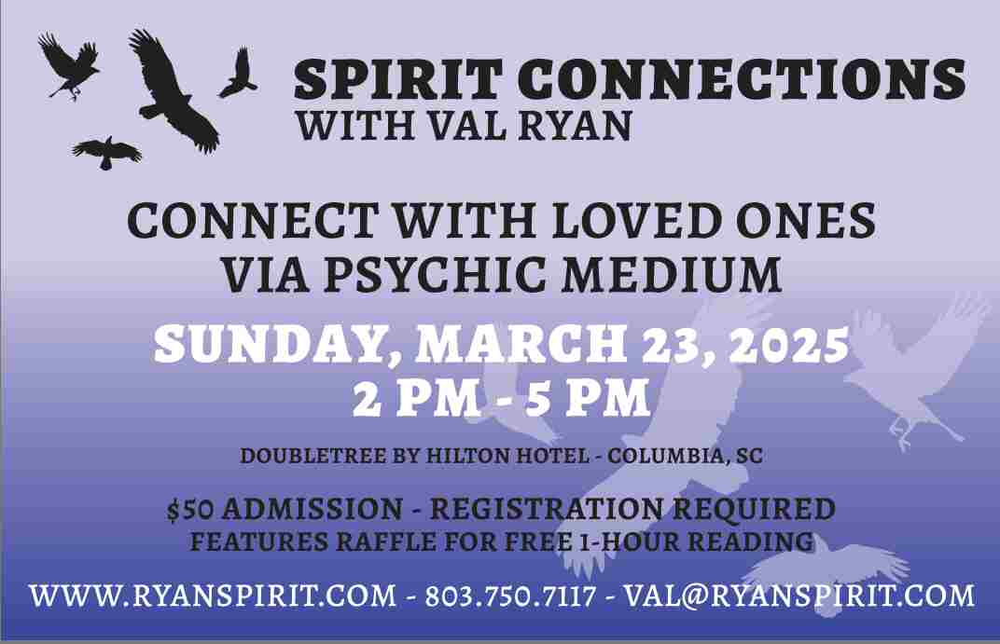 SPIRIT CONNECTIONS
WITH VAL RYAN
CONNECT WITH LOVED ONES
VIA PSYCHIC MEDIUM
SUNDAY, MARCH 23, 2025
2 PM - 5 PM
DOUBLETREE BY HILTON HOTEL - COLUMBIA, SC
$50 ADMISSION - REGISTRATION REQUIRED
FEATURES RAFFLE FOR FREE 1-HOUR READING
WWW.RYANSPIRIT.COM - 803.750.7117 - VAL@RYANSPIRIT.COM